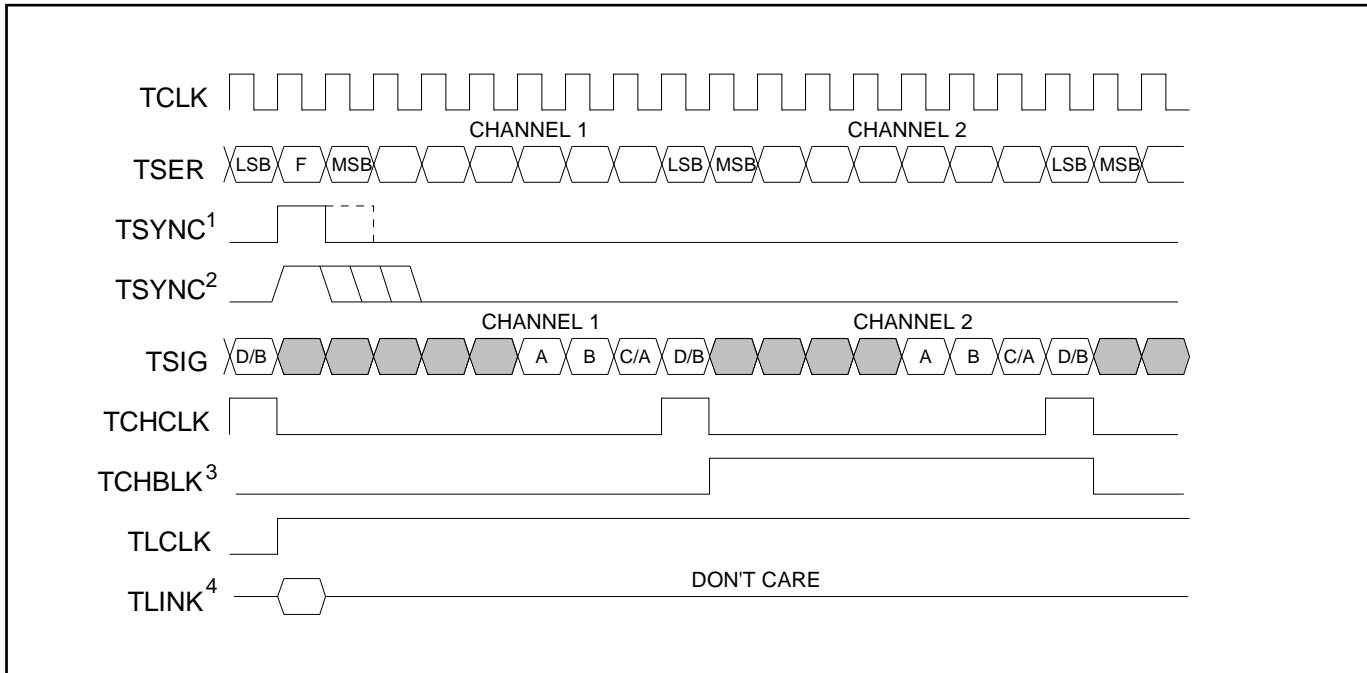 TCLK
CHANNEL 1 CHANNEL 2
TSER LSB F MSB LSB MSB LSB MSB
TSYNC1
TSYNC2
CHANNEL 1 CHANNEL 2
TSIG D/B A B C/A D/B A B C/A D/B
TCHCLK
TCHBLK3
TLCLK
DON'T CARE
TLINK4